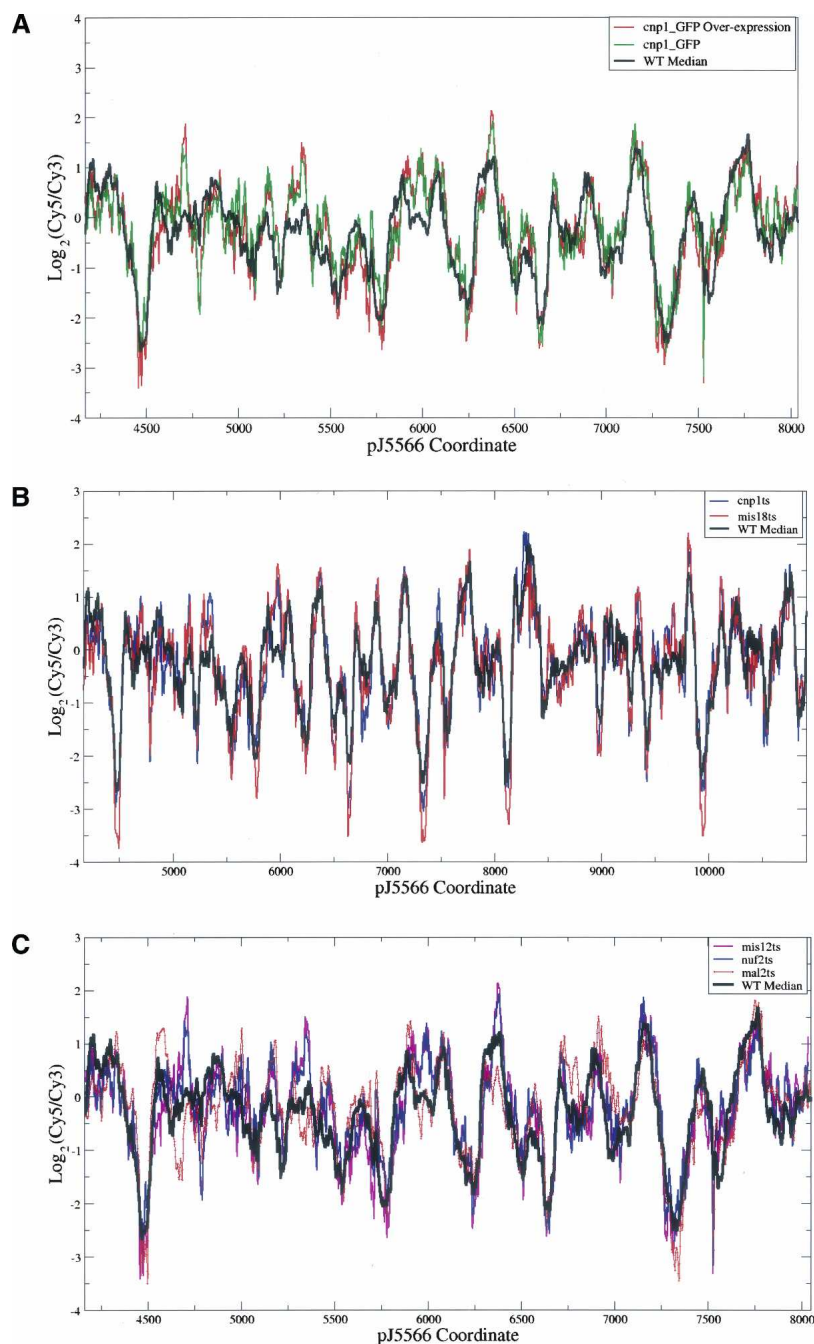 A
4
3
2
1
0
-1
-2
-3
-4
Log2(Cy5/Cy3)
cnp1_GFP Over-expression
cnp1_GFP
WT Median
4500 5000 5500 6000 6500 7000 7500 8000
pJ5566 Coordinate
B
3
2
1
0
-1
-2
-3
-4
Log2(Cy5/Cy3)
cnp1ts
mis18ts
WT Median
5000 6000 7000 8000 9000 10000
pJ5566 Coordinate
C
3
2
1
0
-1
-2
-3
-4
Log2(Cy5/Cy3)
mis12ts
nuf2ts
mal2ts
WT Median
4500 5000 5500 6000 6500 7000 7500 8000
pJ5566 Coordinate